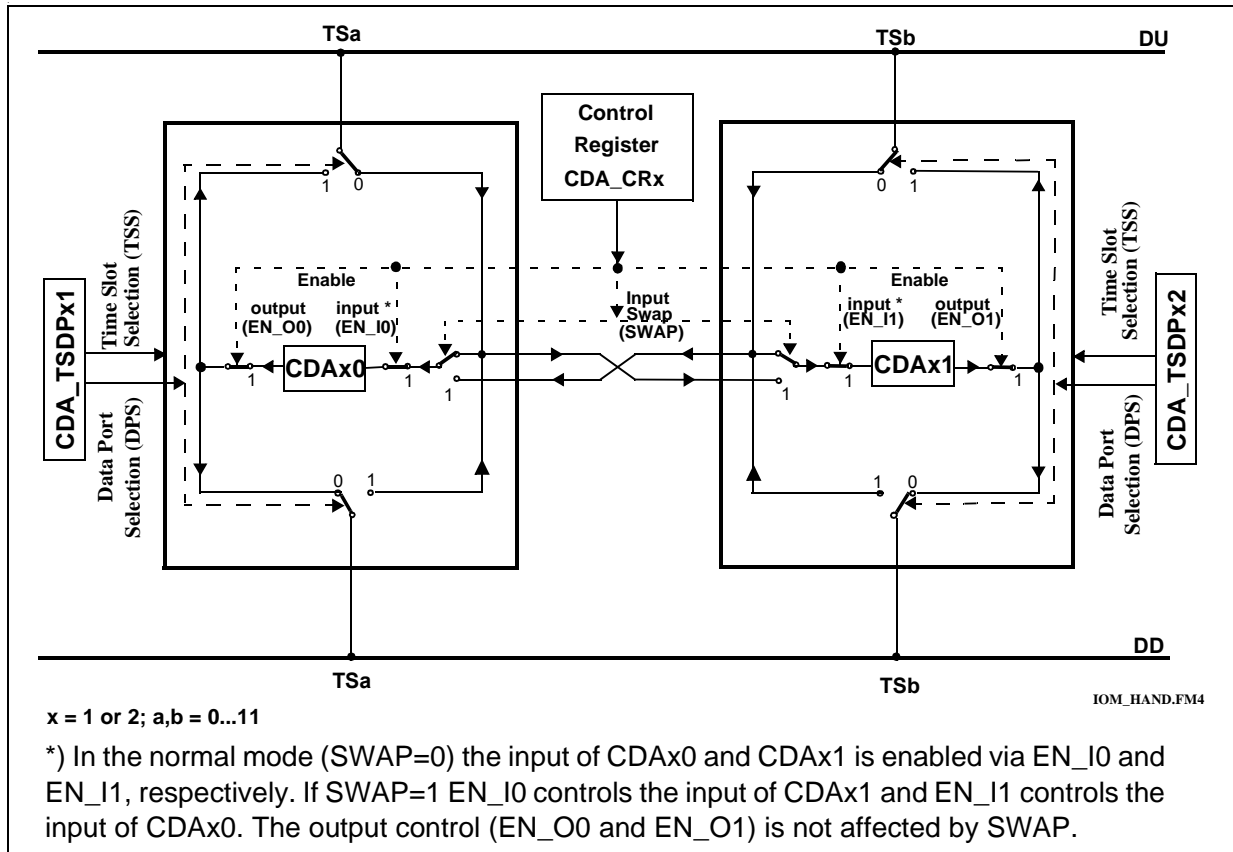 TSa
TSb
DU
Control
Register
CDA_CRx
1
0
0
1
Enable
Enable
output
(EN_O0)
input *
(EN_I0)
Input
Swap
(SWAP)
input *
(EN_I1)
output
(EN_O1)
CDA_TSDPx1
Time Slot
Selection (TSS)
Data Port
Selection (DPS)
1
CDAx0
1
1
1
1
CDAx1
1
Time Slot
Selection (TSS)
Data Port
Selection (DPS)
CDA_TSDPx2
0
1
1
0
DD
TSa
TSb
IOM_HAND.FM4
x = 1 or 2; a,b = 0...11
*) In the normal mode (SWAP=0) the input of CDAx0 and CDAx1 is enabled via EN_I0 and
EN_I1, respectively. If SWAP=1 EN_I0 controls the input of CDAx1 and EN_I1 controls the
input of CDAx0. The output control (EN_O0 and EN_O1) is not affected by SWAP.